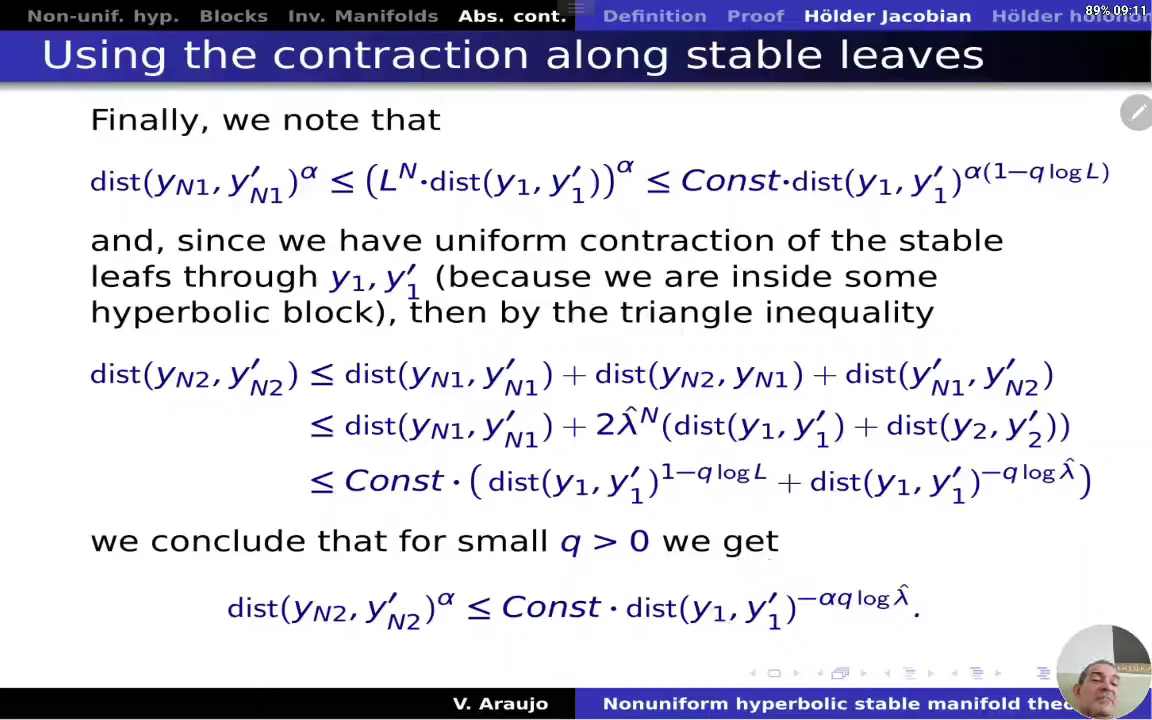 Non-unif. hyp. Blocks Inv. Manifolds Abs. cont. Definition Proof Hölder Jacobian Hölder holonom
89% 09:11
Using the contraction along stable leaves
Finally, we note that
dist(y_{N1}, y'_{N1})^α ≤ (L^N·dist(y_1, y'_1))^α ≤ Const·dist(y_1, y'_1)^{α(1−q log L)}
and, since we have uniform contraction of the stable
leafs through y_1, y'_1 (because we are inside some
hyperbolic block), then by the triangle inequality
dist(y_{N2}, y'_{N2}) ≤ dist(y_{N1}, y'_{N1}) + dist(y_{N2}, y_{N1}) + dist(y'_{N1}, y'_{N2})
≤ dist(y_{N1}, y'_{N1}) + 2λ̂^N(dist(y_1, y'_1) + dist(y_2, y'_2))
≤ Const · (dist(y_1, y'_1)^{1−q log L} + dist(y_1, y'_1)^{−q log λ̂})
we conclude that for small q > 0 we get
dist(y_{N2}, y'_{N2})^α ≤ Const · dist(y_1, y'_1)^{−αq log λ̂}.
V. Araujo Nonuniform hyperbolic stable manifold the